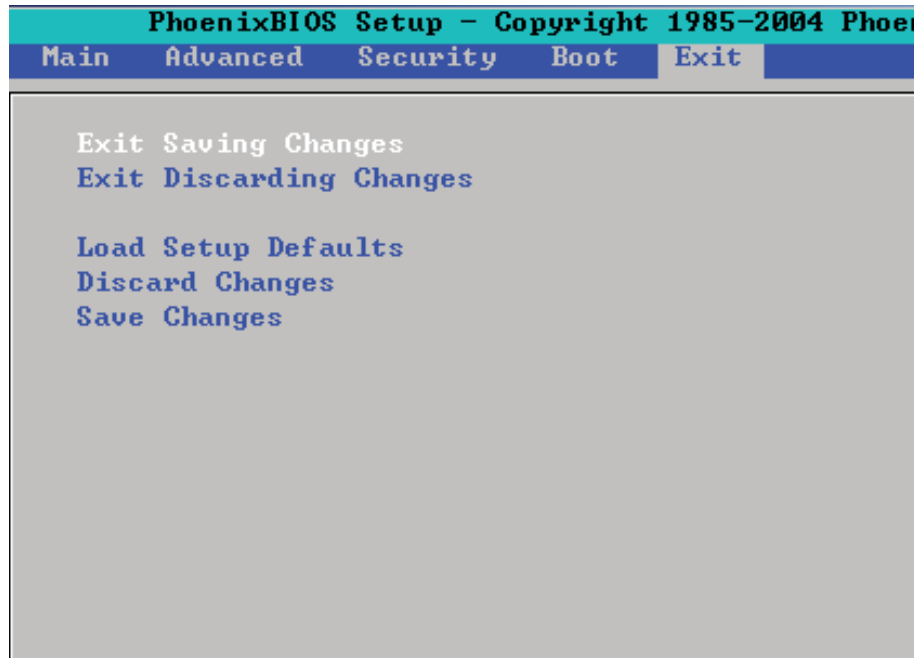 PhoenixBIOS Setup - Copyright 1985-2004
Main Advanced Security Boot Exit
Exit Saving Changes
Exit Discarding Changes
Load Setup Defaults
Discard Changes
Save Changes